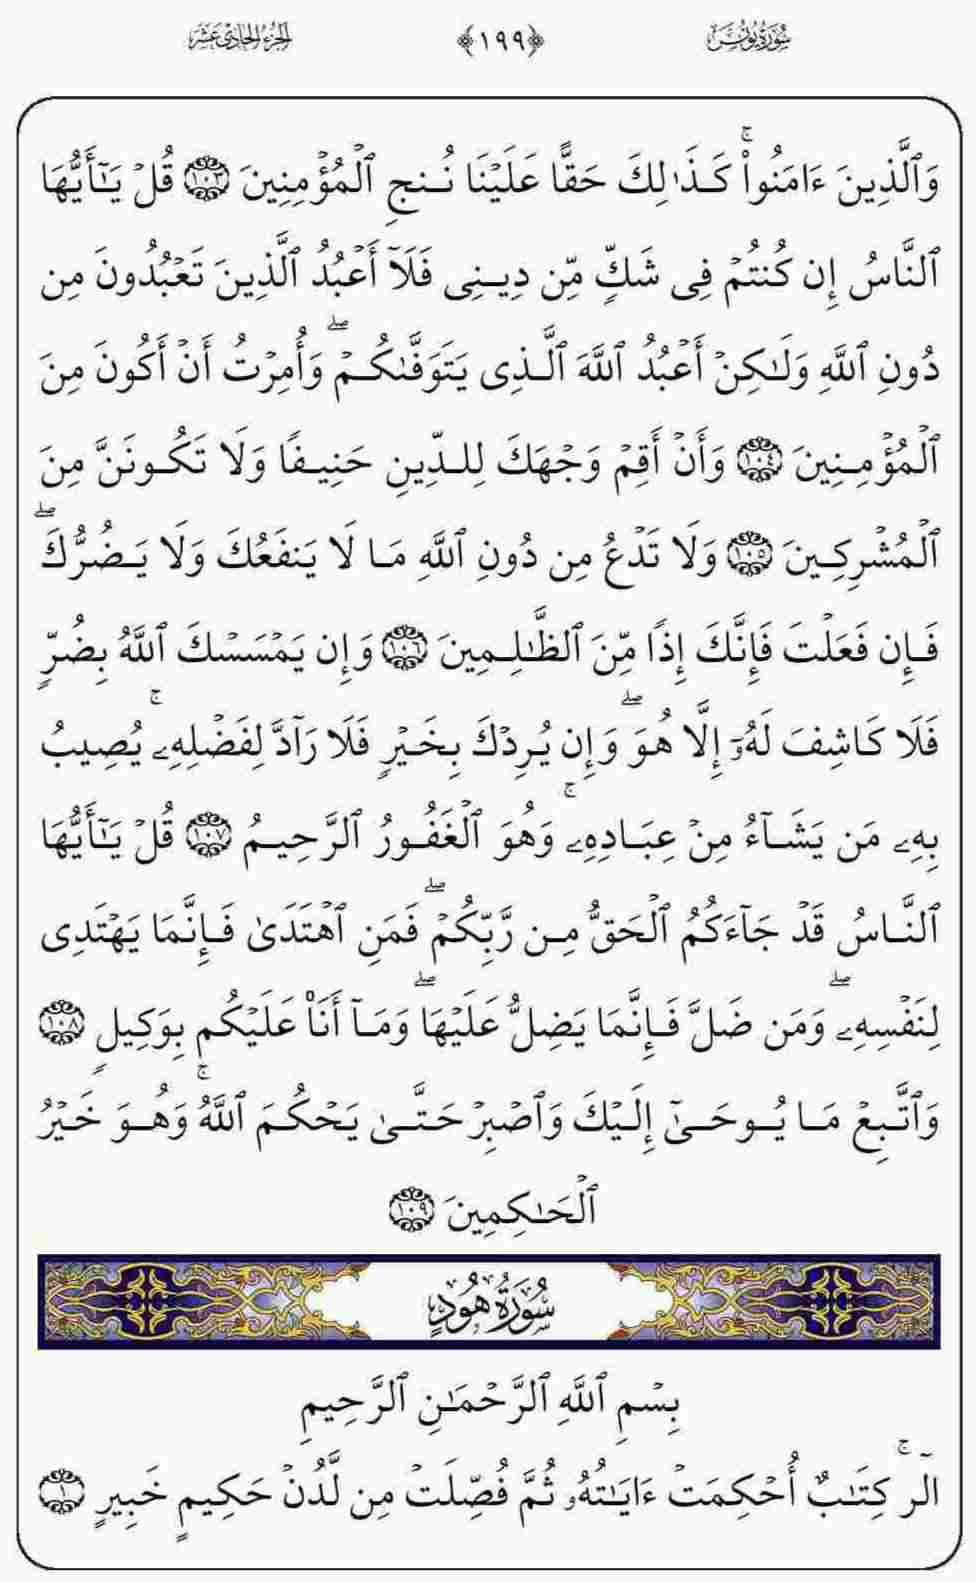 سُورَةُ يُونُسَ ﴿١٩٩﴾ الجُزْءُ الحَادِي عَشَرَ
وَٱلَّذِينَ ءَامَنُوا۟ ۚ كَذَٰلِكَ حَقًّا عَلَيْنَا نُنجِ ٱلْمُؤْمِنِينَ ١٠٣ قُلْ يَـٰٓأَيُّهَا
ٱلنَّاسُ إِن كُنتُمْ فِى شَكٍّ مِّن دِينِى فَلَآ أَعْبُدُ ٱلَّذِينَ تَعْبُدُونَ مِن
دُونِ ٱللَّهِ وَلَـٰكِنْ أَعْبُدُ ٱللَّهَ ٱلَّذِى يَتَوَفَّىٰكُمْ ۖ وَأُمِرْتُ أَنْ أَكُونَ مِنَ
ٱلْمُؤْمِنِينَ ١٠٤ وَأَنْ أَقِمْ وَجْهَكَ لِلدِّينِ حَنِيفًا وَلَا تَكُونَنَّ مِنَ
ٱلْمُشْرِكِينَ ١٠٥ وَلَا تَدْعُ مِن دُونِ ٱللَّهِ مَا لَا يَنفَعُكَ وَلَا يَضُرُّكَ ۖ
فَإِن فَعَلْتَ فَإِنَّكَ إِذًا مِّنَ ٱلظَّـٰلِمِينَ ١٠٦ وَإِن يَمْسَسْكَ ٱللَّهُ بِضُرٍّ
فَلَا كَاشِفَ لَهُۥٓ إِلَّا هُوَ ۖ وَإِن يُرِدْكَ بِخَيْرٍ فَلَا رَآدَّ لِفَضْلِهِۦ ۚ يُصِيبُ
بِهِۦ مَن يَشَآءُ مِنْ عِبَادِهِۦ ۚ وَهُوَ ٱلْغَفُورُ ٱلرَّحِيمُ ١٠٧ قُلْ يَـٰٓأَيُّهَا
ٱلنَّاسُ قَدْ جَآءَكُمُ ٱلْحَقُّ مِن رَّبِّكُمْ ۖ فَمَنِ ٱهْتَدَىٰ فَإِنَّمَا يَهْتَدِى
لِنَفْسِهِۦ ۖ وَمَن ضَلَّ فَإِنَّمَا يَضِلُّ عَلَيْهَا ۖ وَمَآ أَنَا۠ عَلَيْكُم بِوَكِيلٍ ١٠٨
وَٱتَّبِعْ مَا يُوحَىٰٓ إِلَيْكَ وَٱصْبِرْ حَتَّىٰ يَحْكُمَ ٱللَّهُ ۚ وَهُوَ خَيْرُ
ٱلْحَـٰكِمِينَ ١٠٩
سُورَةُ هُودٍ
بِسْمِ ٱللَّهِ ٱلرَّحْمَـٰنِ ٱلرَّحِيمِ
الٓر ۚ كِتَـٰبٌ أُحْكِمَتْ ءَايَـٰتُهُۥ ثُمَّ فُصِّلَتْ مِن لَّدُنْ حَكِيمٍ خَبِيرٍ ١